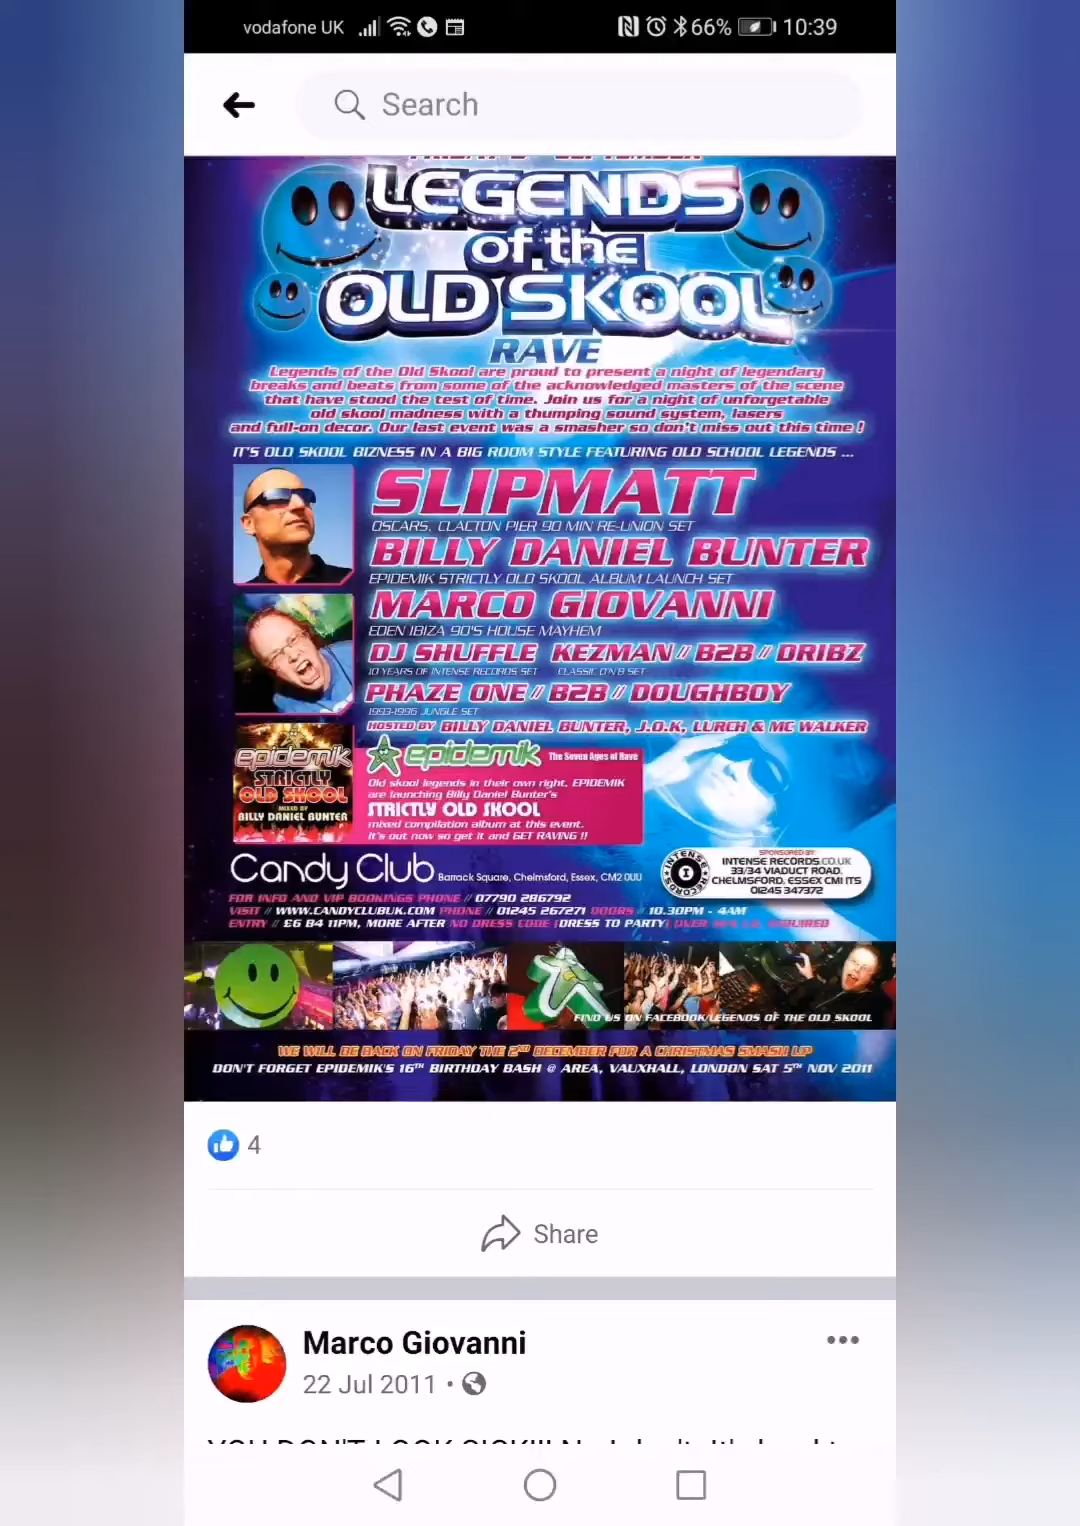 vodafone UK
66% 10:39
Search
LEGENDS
of the
OLD SKOOL
RAVE
Legends of the Old Skool are proud to present a night of legendary
breaks and beats from some of the acknowledged masters of the scene
that have stood the test of time. Join us for a night of unforgetable
old skool madness with a thumping sound system, lasers
and full-on decor. Our last event was a smasher so don't miss out this time !
IT'S OLD SKOOL BIZNESS IN A BIG ROOM STYLE FEATURING OLD SCHOOL LEGENDS ...
SLIPMATT
OSCARS, CLACTON PIER 90 MIN RE-UNION SET
BILLY DANIEL BUNTER
EPIDEMIK STRICTLY OLD SKOOL ALBUM LAUNCH SET
MARCO GIOVANNI
EDEN IBIZA 90'S HOUSE MAYHEM
DJ SHUFFLE KEZMAN // B2B // DRIBZ
10 YEARS OF INTENSE RECORDS SET CLASSIC D'N'B SET
PHAZE ONE // B2B // DOUGHBOY
1993-1996 JUNGLE SET
HOSTED BY BILLY DANIEL BUNTER, J.O.K, LURCH & MC WALKER
epidemik
STRICTLY
OLD SKOOL
MIXED BY
BILLY DANIEL BUNTER
epidemik The Seven Ages of Rave
Old skool legends in their own right, EPIDEMIK
are launching Billy Daniel Bunter's
STRICTLY OLD SKOOL
mixed compilation album at this event.
It's out now so get it and GET RAVING !!
Candy Club Barrack Square, Chelmsford, Essex, CM2 0UU
INTENSE RECORDS
SPONSORED BY:
INTENSE RECORDS.CO.UK
33/34 VIADUCT ROAD,
CHELMSFORD, ESSEX CM1 1TS
01245 347372
FOR INFO AND VIP BOOKINGS PHONE // 07790 286792
VISIT // WWW.CANDYCLUBUK.COM PHONE // 01245 267271 DOORS // 10.30PM - 4AM
ENTRY // £6 B4 11PM, MORE AFTER NO DRESS CODE (DRESS TO PARTY)
FIND US ON FACEBOOK/LEGENDS OF THE OLD SKOOL
WE WILL BE BACK ON FRIDAY THE 2ND DECEMBER FOR A CHRISTMAS SMASH UP
DON'T FORGET EPIDEMIK'S 16TH BIRTHDAY BASH @ AREA, VAUXHALL, LONDON SAT 5TH NOV 2011
4
Share
Marco Giovanni
22 Jul 2011